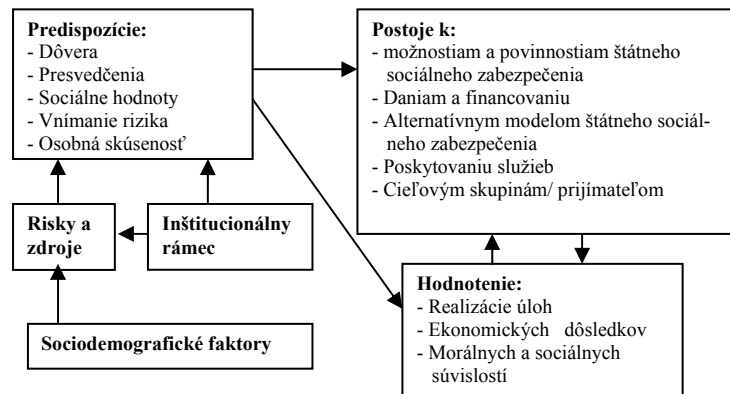 Predispozície:
- Dôvera
- Presvedčenia
- Sociálne hodnoty
- Vnímanie rizika
- Osobná skúsenosť
Postoje k:
- možnostiam a povinnostiam štátneho
sociálneho zabezpečenia
- Daniam a financovaniu
- Alternatívnym modelom štátneho sociál-
neho zabezpečenia
- Poskytovaniu služieb
- Cieľovým skupinám/ prijímateľom
Risky a
zdroje
Inštitucionálny
rámec
Sociodemografické faktory
Hodnotenie:
- Realizácie úloh
- Ekonomických dôsledkov
- Morálnych a sociálnych
súvislostí